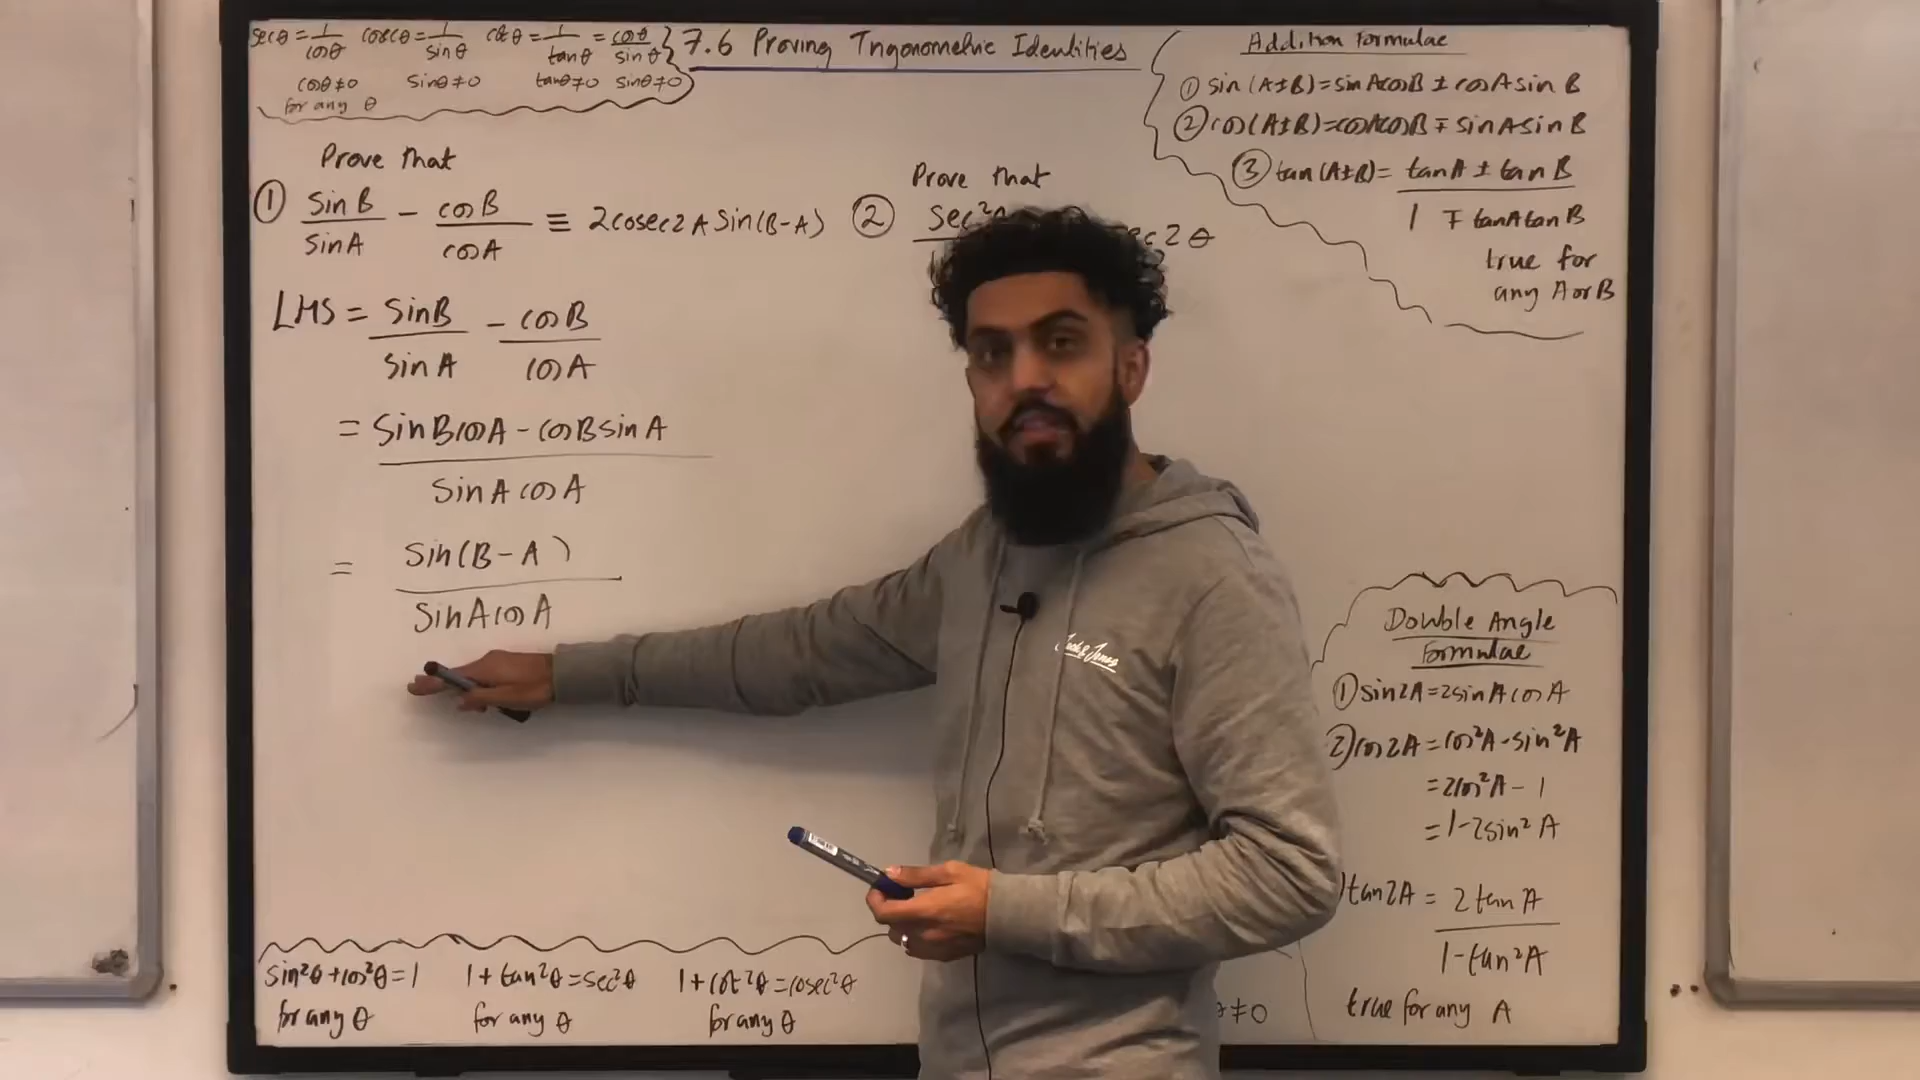 secθ = 1/cosθ cosecθ = 1/sinθ cotθ = 1/tanθ = cosθ/sinθ
cosθ≠0 sinθ≠0 tanθ≠0 sinθ≠0
for any θ
7.6 Proving Trigonometric Identities
Addition Formulae
① sin(A±B)=sinAcosB ± cosAsinB
② cos(A±B)=cosAcosB ∓ sinAsinB
③ tan(A±B)= tanA ± tanB / 1 ∓ tanAtanB
true for
any A or B
Prove that
① sinB/sinA − cosB/cosA ≡ 2cosec2A sin(B-A)
LHS = sinB/sinA − cosB/cosA
= sinBcosA - cosBsinA / sinAcosA
= sin(B-A) / sinAcosA
Prove that
② sec²
ec2θ
Double Angle
Formulae
① sin2A=2sinAcosA
2) cos2A=cos²A-sin²A
=2cos²A-1
=1-2sin²A
) tan2A = 2tanA / 1-tan²A
true for any A
sin²θ+cos²θ=1 1+tan²θ=sec²θ 1+cot²θ=cosec²θ
for any θ for any θ for any θ
≠0
Jack & Jones